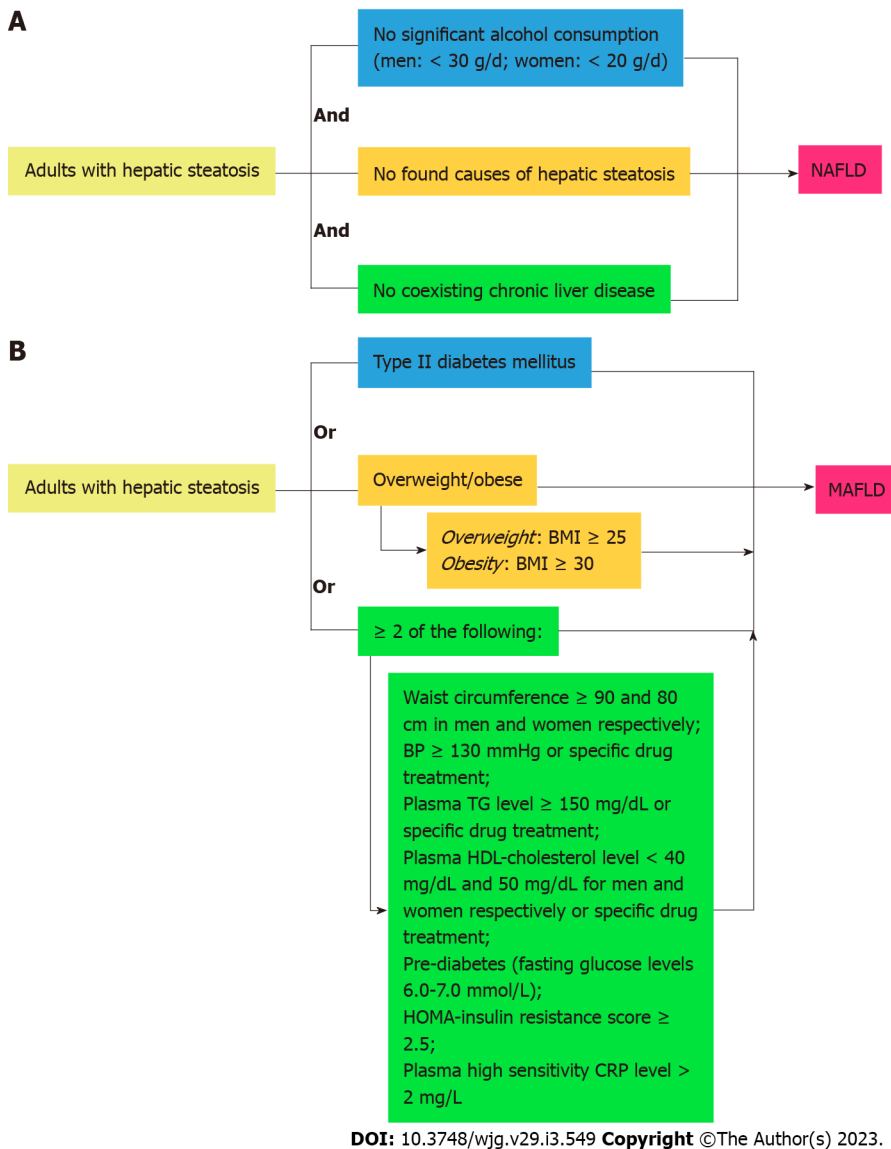 A
No significant alcohol consumption
(men: < 30 g/d; women: < 20 g/d)
And
Adults with hepatic steatosis
No found causes of hepatic steatosis
NAFLD
And
No coexisting chronic liver disease
B
Type II diabetes mellitus
Or
Adults with hepatic steatosis
Overweight/obese
MAFLD
Overweight: BMI ≥ 25
Obesity: BMI ≥ 30
Or
≥ 2 of the following:
Waist circumference ≥ 90 and 80
cm in men and women respectively;
BP ≥ 130 mmHg or specific drug
treatment;
Plasma TG level ≥ 150 mg/dL or
specific drug treatment;
Plasma HDL-cholesterol level < 40
mg/dL and 50 mg/dL for men and
women respectively or specific drug
treatment;
Pre-diabetes (fasting glucose levels
6.0-7.0 mmol/L);
HOMA-insulin resistance score ≥
2.5;
Plasma high sensitivity CRP level >
2 mg/L
DOI: 10.3748/wjg.v29.i3.549 Copyright ©The Author(s) 2023.